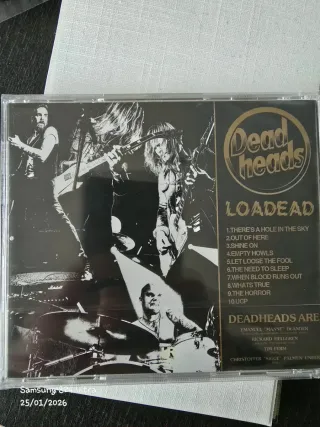 Dead
heads
LOADEAD
1.THERE'S A HOLE IN THE SKY
2.OUT OF HERE
3.SHINE ON
4.EMPTY HOWLS
5.LET LOOSE THE FOOL
6.THE NEED TO SLEEP
7.WHEN BLOOD RUNS OUT
8.WHATS TRUE
9.THE HORROR
10.UCP
DEADHEADS ARE
25/01/2026